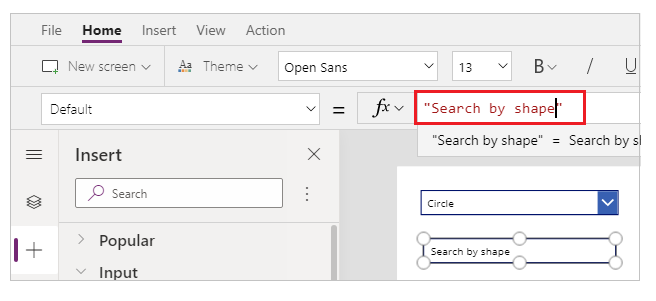 File Home Insert View Action
New screen Aa Theme Open Sans 13 B / U
Default = fx "Search by shape"
"Search by shape" = Search by
Insert
Search
Circle
Search by shape
Popular
Input